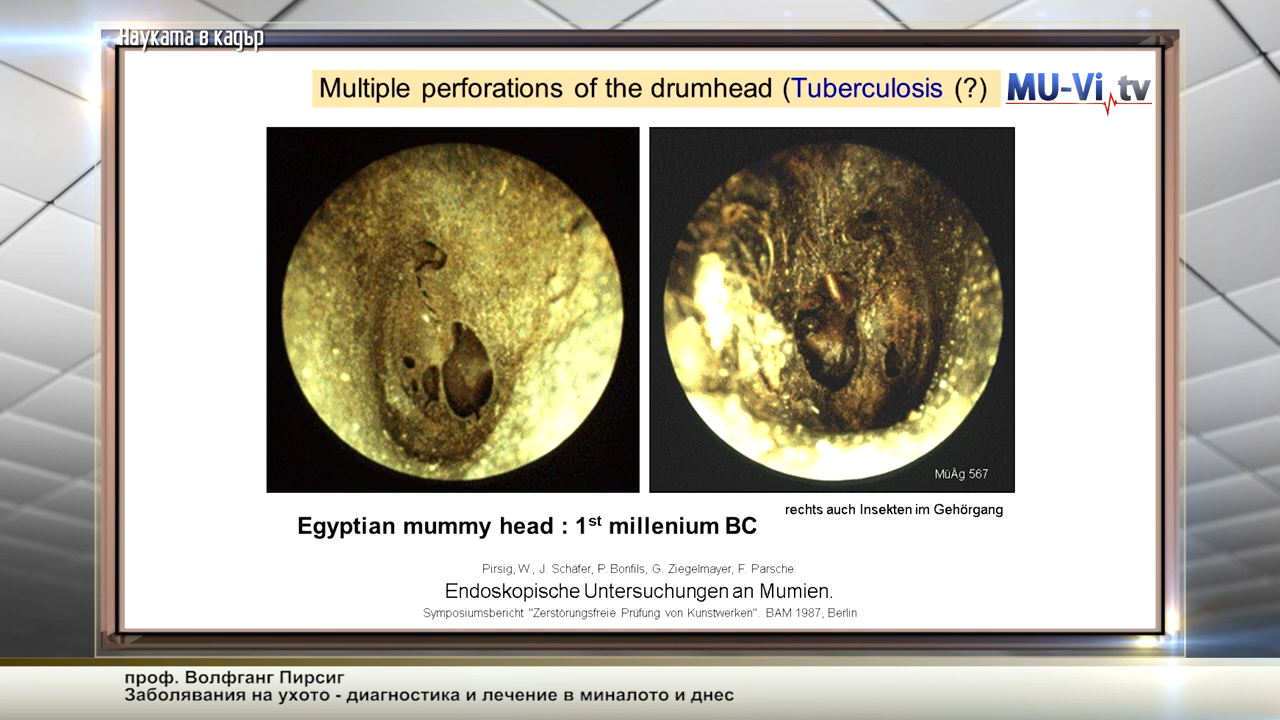 Науката в кадър
Multiple perforations of the drumhead (Tuberculosis (?)
MU-Vi.tv
MüÄg 567
rechts auch Insekten im Gehörgang
Egyptian mummy head : 1st millenium BC
Pirsig, W., J. Schäfer, P. Bonfils, G. Ziegelmayer, F. Parsche.
Endoskopische Untersuchungen an Mumien.
Symposiumsbericht "Zerstörungsfreie Prüfung von Kunstwerken". BAM 1987, Berlin
проф. Волфганг Пирсиг
Заболявания на ухото - диагностика и лечение в миналото и днес